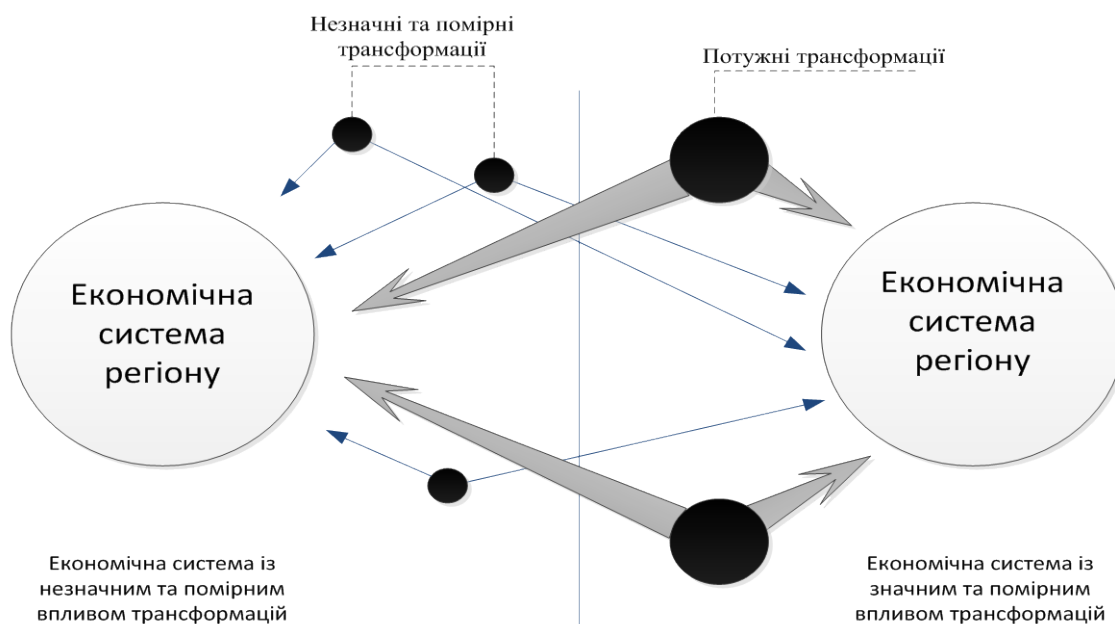 Незначні та помірні
трансформації
Потужні трансформації
Економічна
система
регіону
Економічна
система
регіону
Економічна система із
незначним та помірним
впливом трансформацій
Економічна система із
значним та помірним
впливом трансформацій